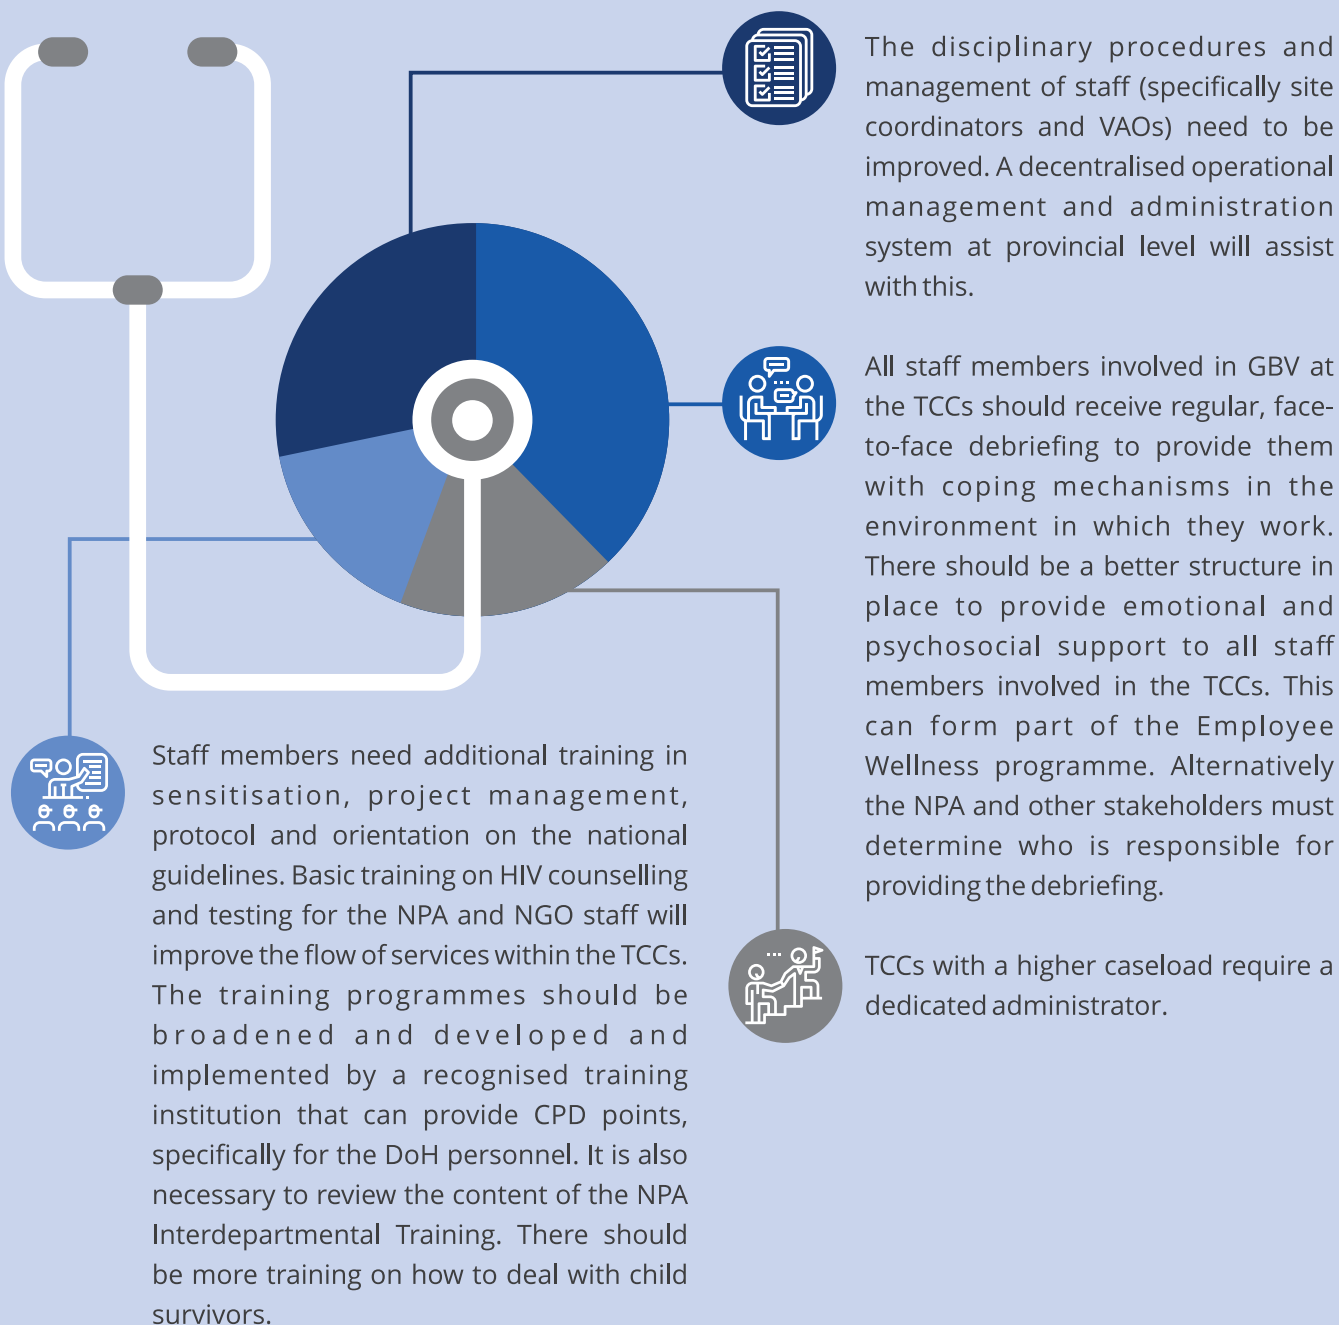 The disciplinary procedures and
management of staff (specifically site
coordinators and VAOs) need to be
improved. A decentralised operational
management and administration
system at provincial level will assist
with this.
All staff members involved in GBV at
the TCCs should receive regular, face-
to-face debriefing to provide them
with coping mechanisms in the
environment in which they work.
There should be a better structure in
place to provide emotional and
psychosocial support to all staff
members involved in the TCCs. This
can form part of the Employee
Wellness programme. Alternatively
the NPA and other stakeholders must
determine who is responsible for
providing the debriefing.
TCCs with a higher caseload require a
dedicated administrator.
Staff members need additional training in
sensitisation, project management,
protocol and orientation on the national
guidelines. Basic training on HIV counselling
and testing for the NPA and NGO staff will
improve the flow of services within the TCCs.
The training programmes should be
broadened and developed and
implemented by a recognised training
institution that can provide CPD points,
specifically for the DoH personnel. It is also
necessary to review the content of the NPA
Interdepartmental Training. There should
be more training on how to deal with child
survivors.